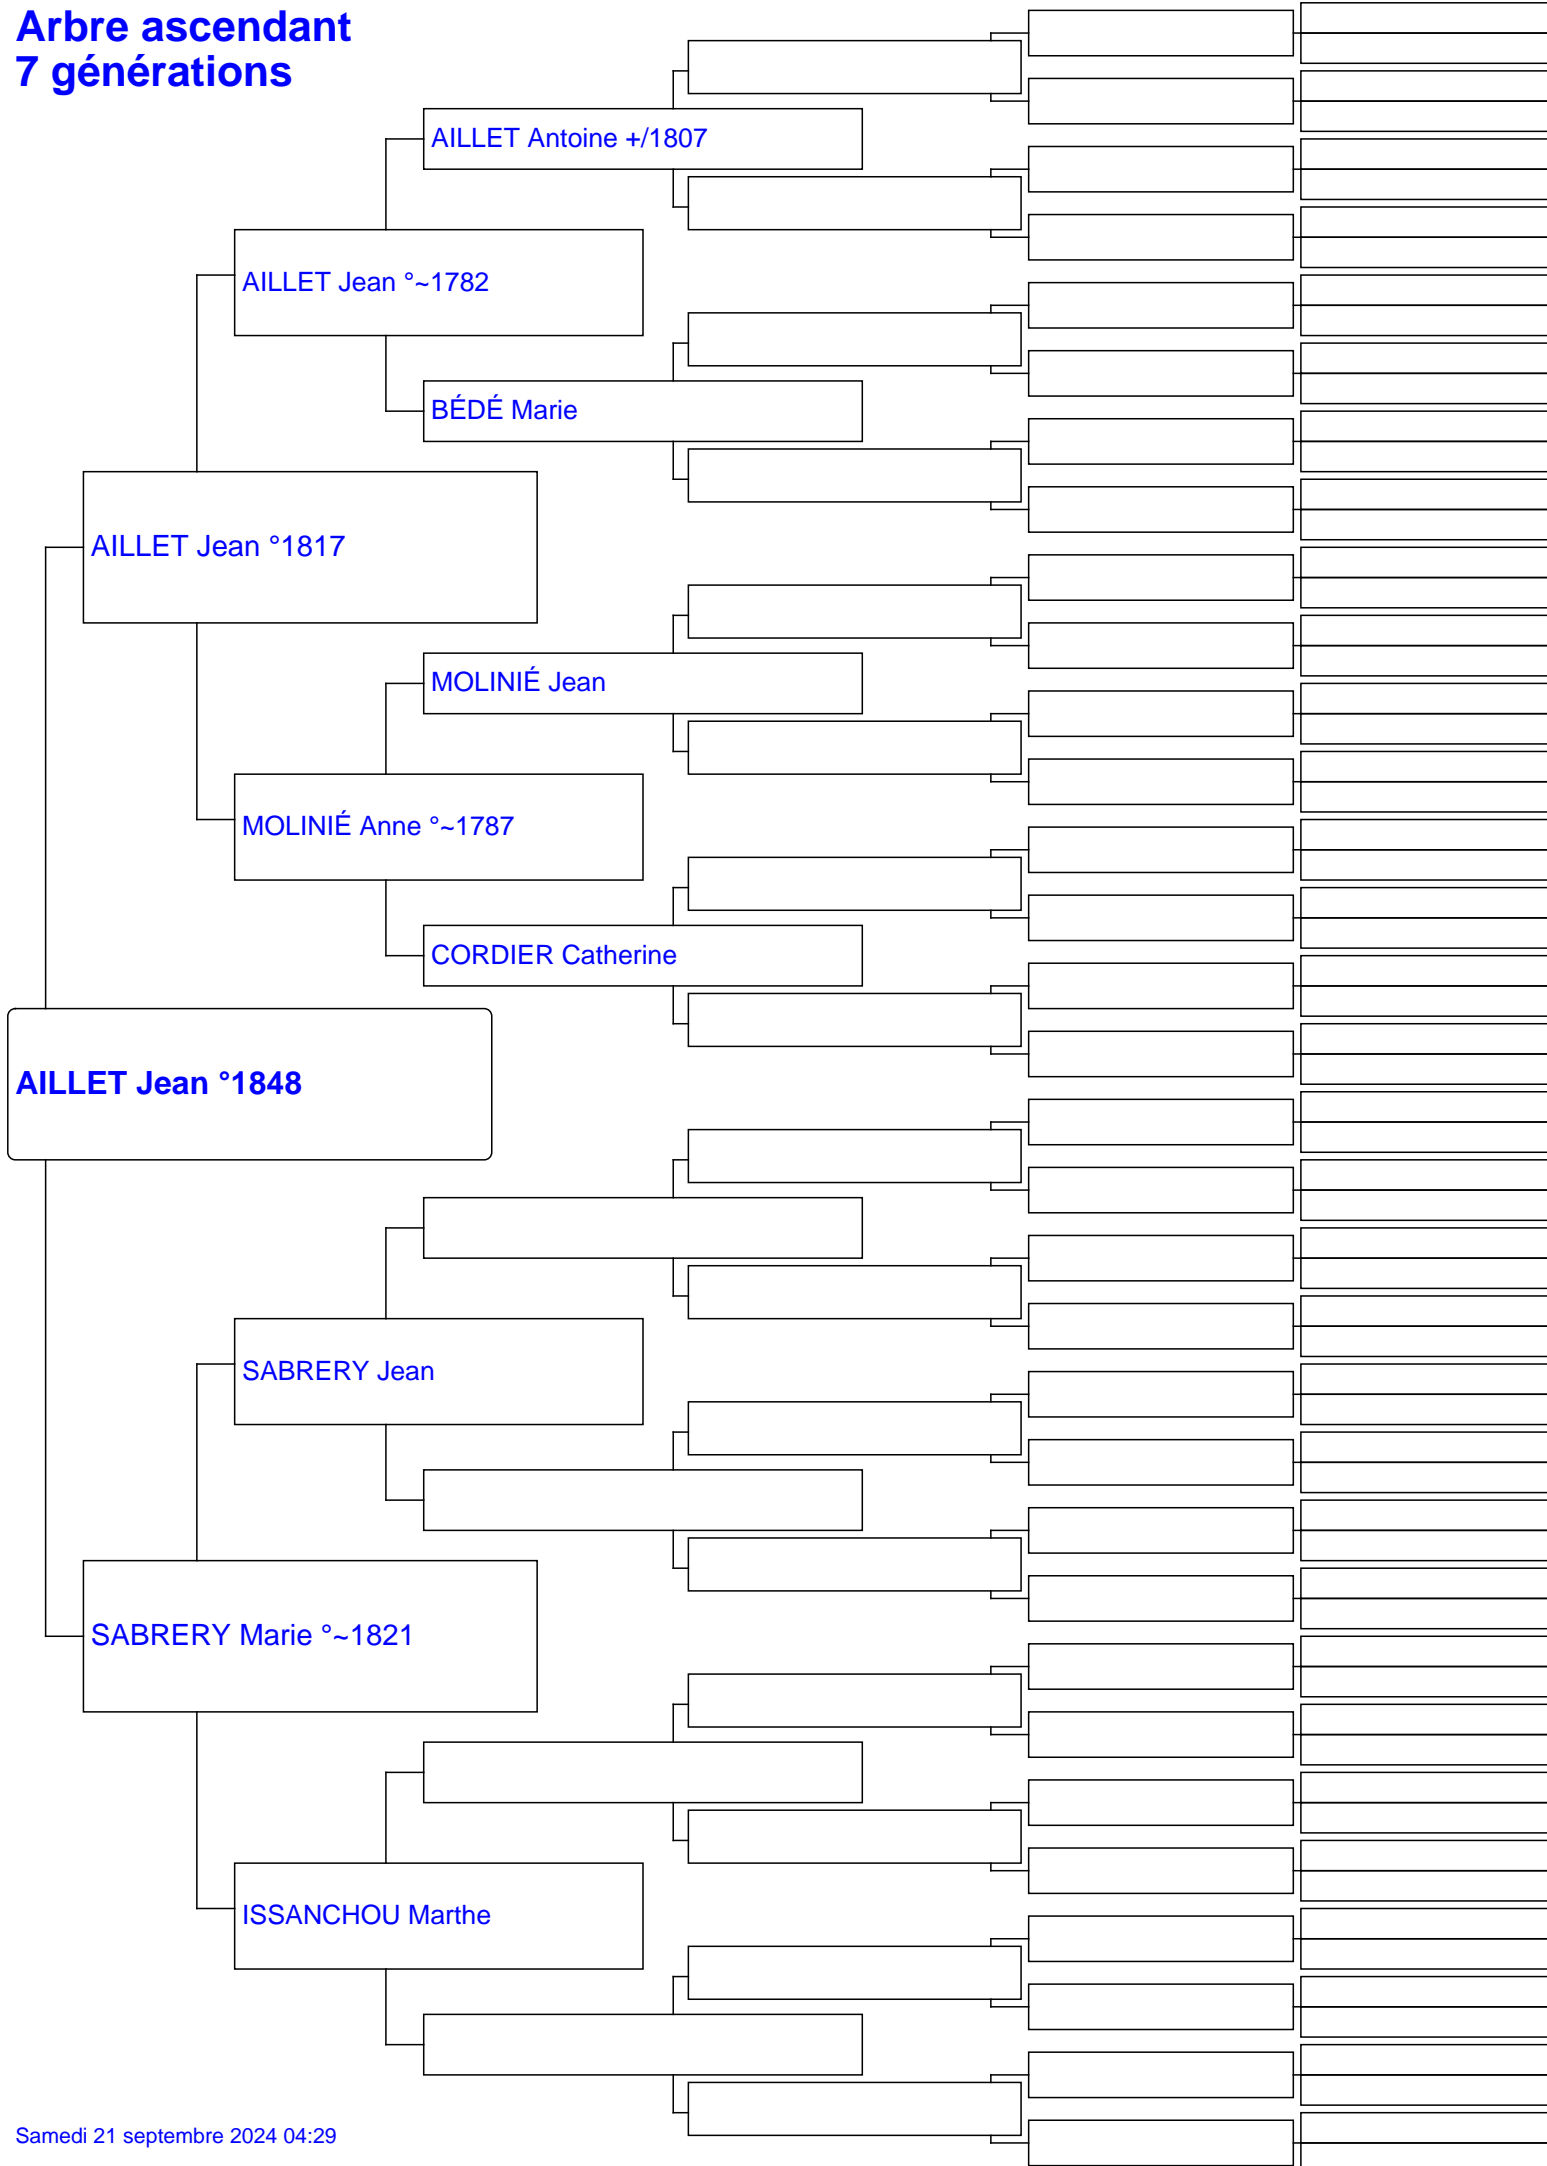 Arbre ascendant
7 générations
AILLET Antoine +/1807
AILLET Jean °~1782
BÉDÉ Marie
AILLET Jean °1817
MOLINIÉ Jean
MOLINIÉ Anne °~1787
CORDIER Catherine
AILLET Jean °1848
SABRERY Jean
SABRERY Marie °~1821
ISSANCHOU Marthe
Samedi 21 septembre 2024 04:29